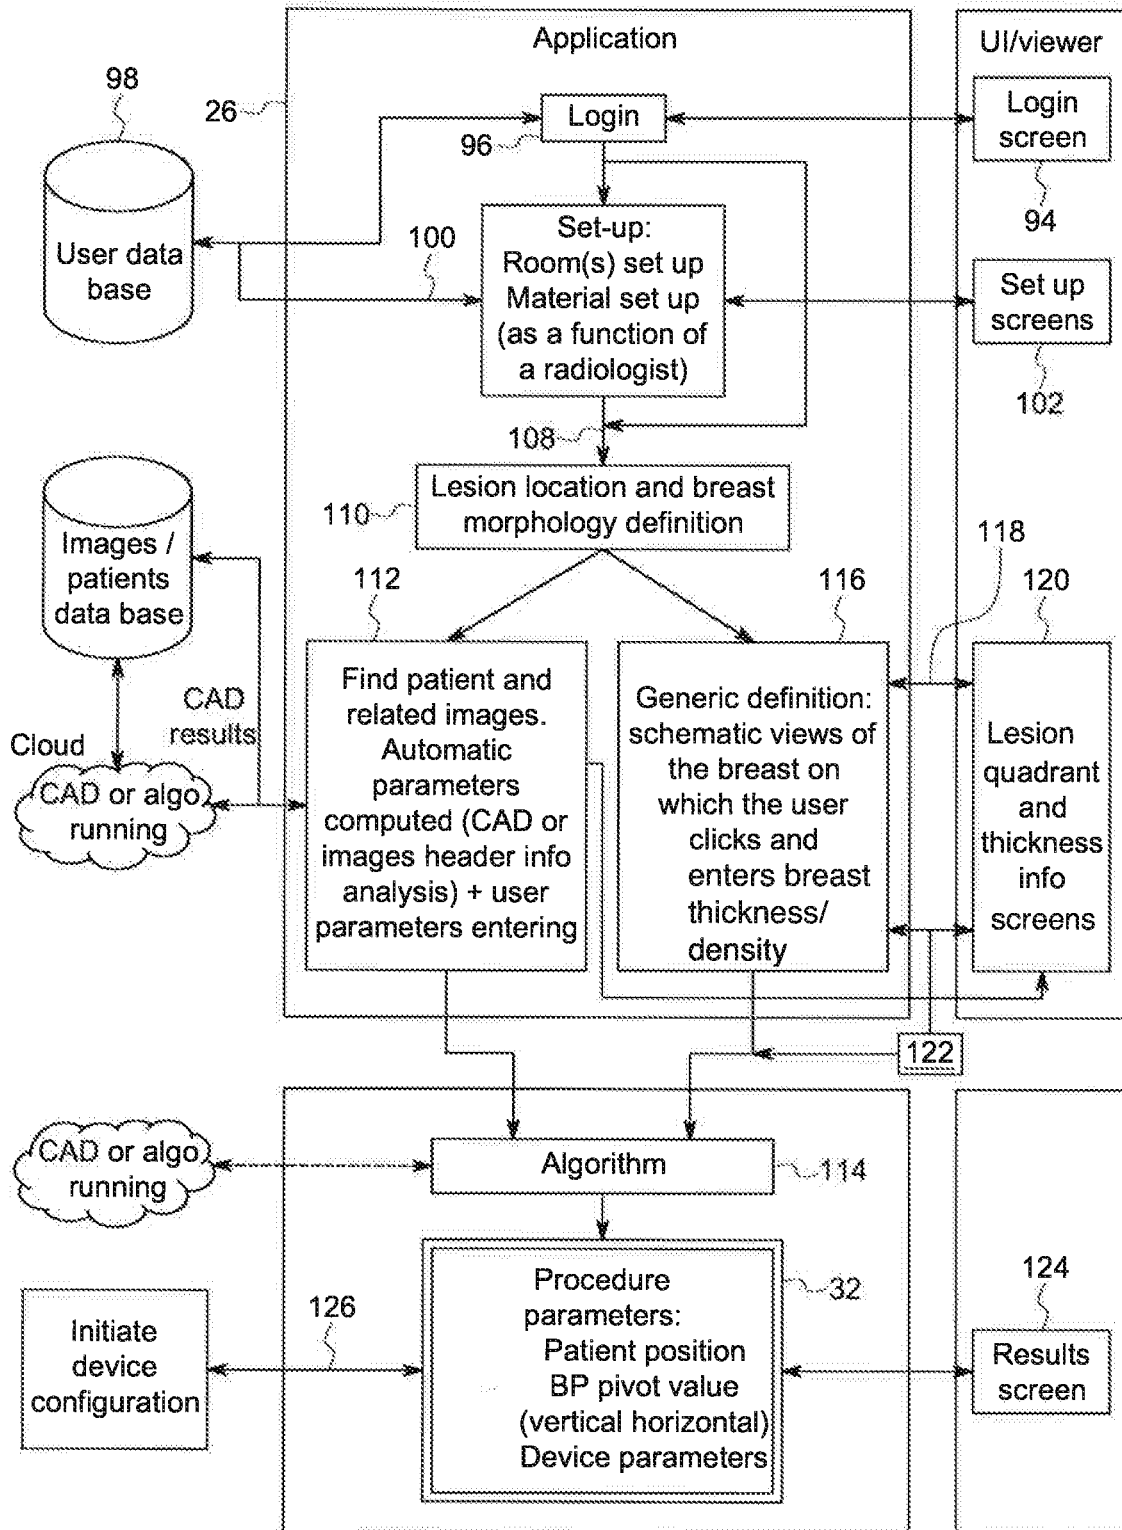 Application
UI/viewer
98
26
Login
96
Login
screen
94
User data
base
100
Set-up:
Room(s) set up
Material set up
(as a function of
a radiologist)
Set up
screens
102
108
Lesion location and breast
morphology definition
110
Images /
patients
data base
112
116
118
120
CAD
results
Cloud
CAD or algo
running
Find patient and
related images.
Automatic
parameters
computed (CAD or
images header info
analysis) + user
parameters entering
Generic definition:
schematic views of
the breast on
which the user
clicks and
enters breast
thickness/
density
Lesion
quadrant
and
thickness
info
screens
122
CAD or algo
running
Algorithm
114
Procedure
parameters:
Patient position
BP pivot value
(vertical horizontal)
Device parameters
32
126
Initiate
device
configuration
124
Results
screen